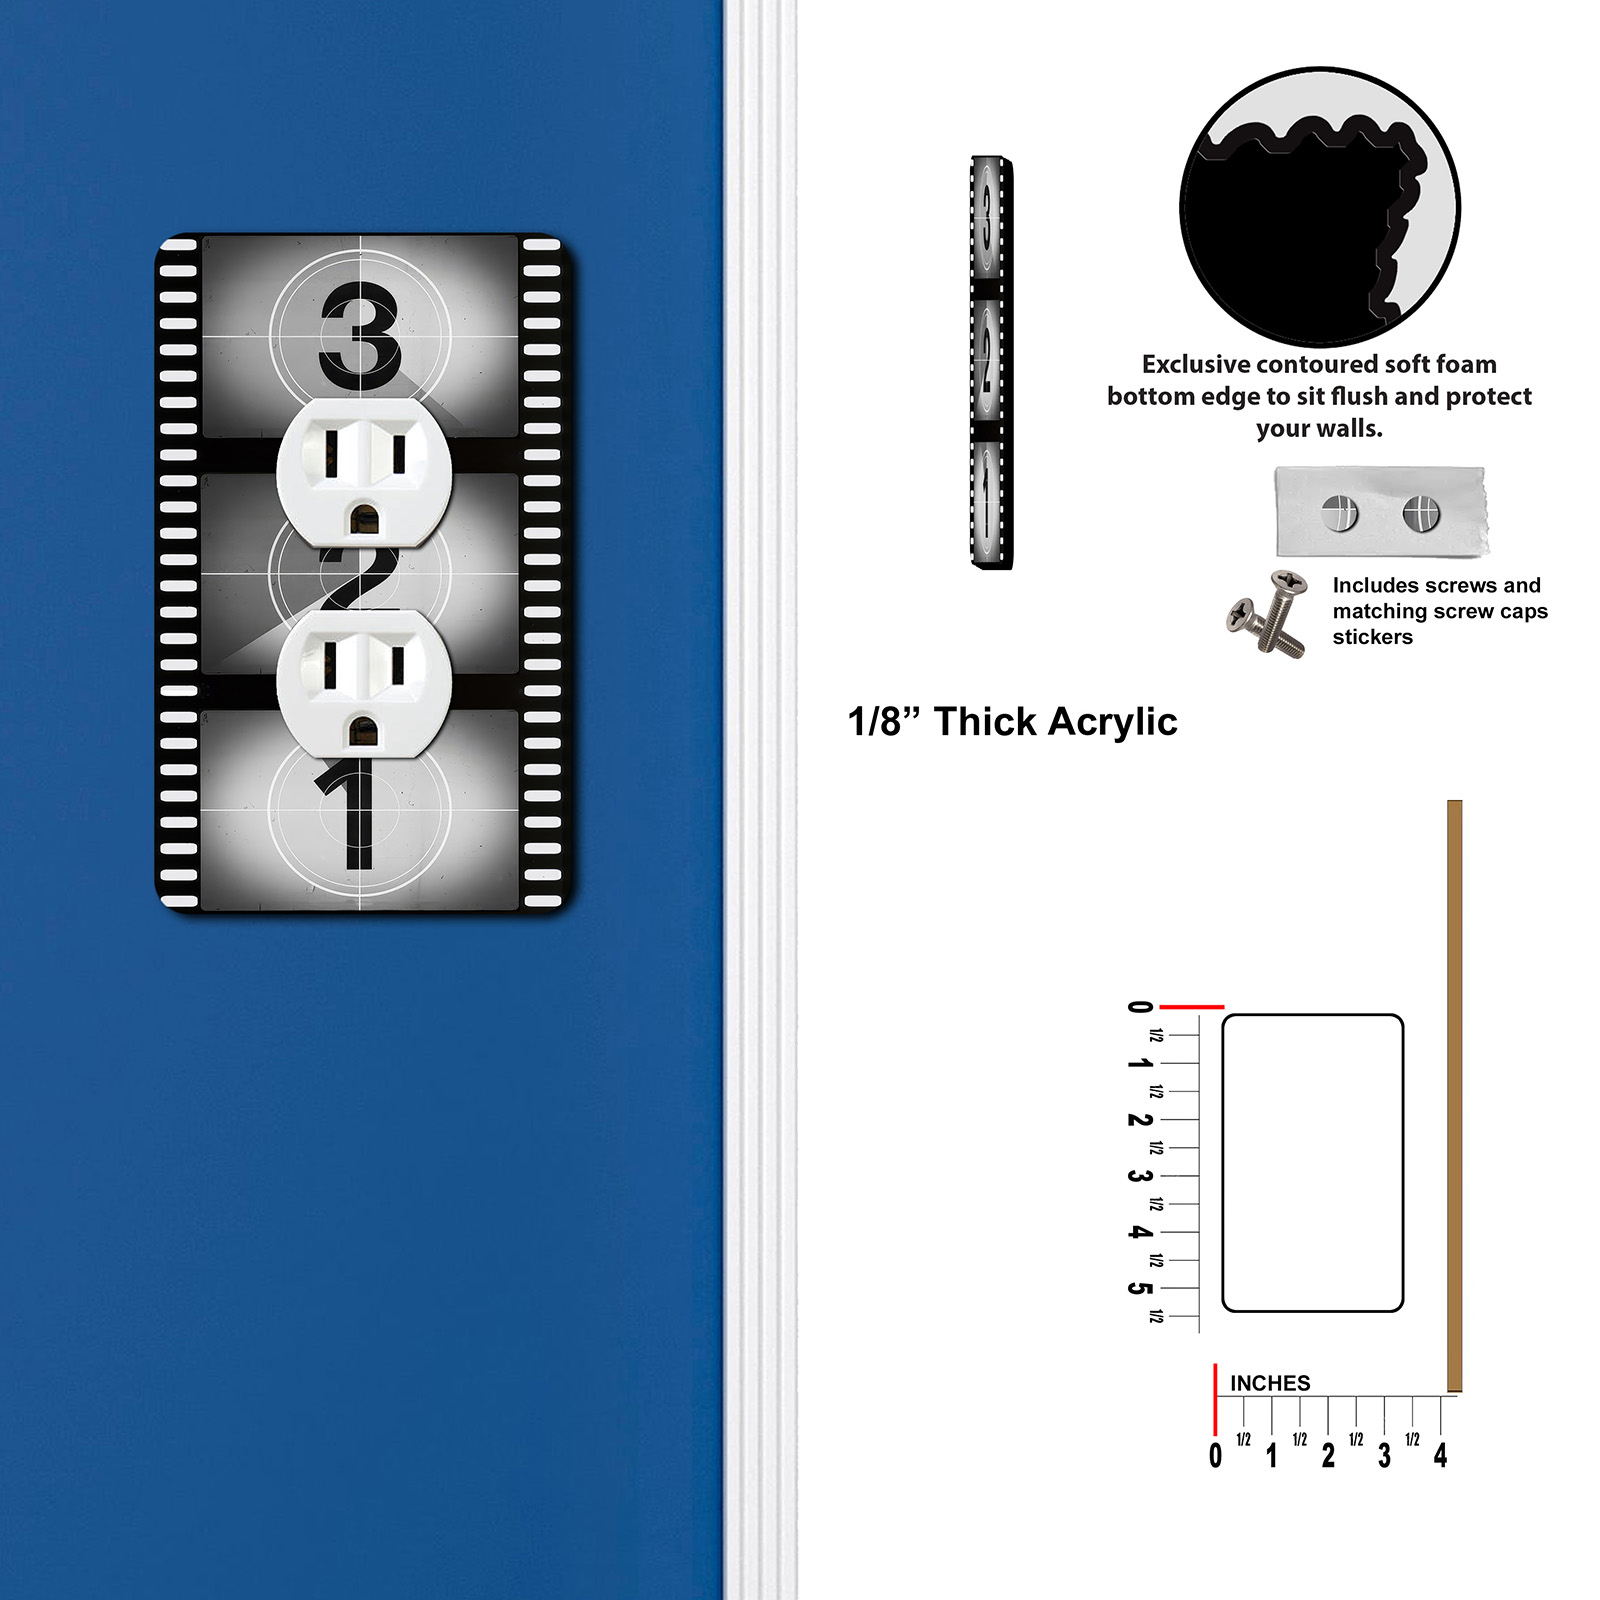 3
2
1
3
2
1
Exclusive contoured soft foam
bottom edge to sit flush and protect
your walls.
Includes screws and
matching screw caps
stickers
1/8” Thick Acrylic
0
1/2
1
1/2
2
1/2
3
1/2
4
1/2
5
1/2
INCHES
0 1/2 1 1/2 2 1/2 3 1/2 4